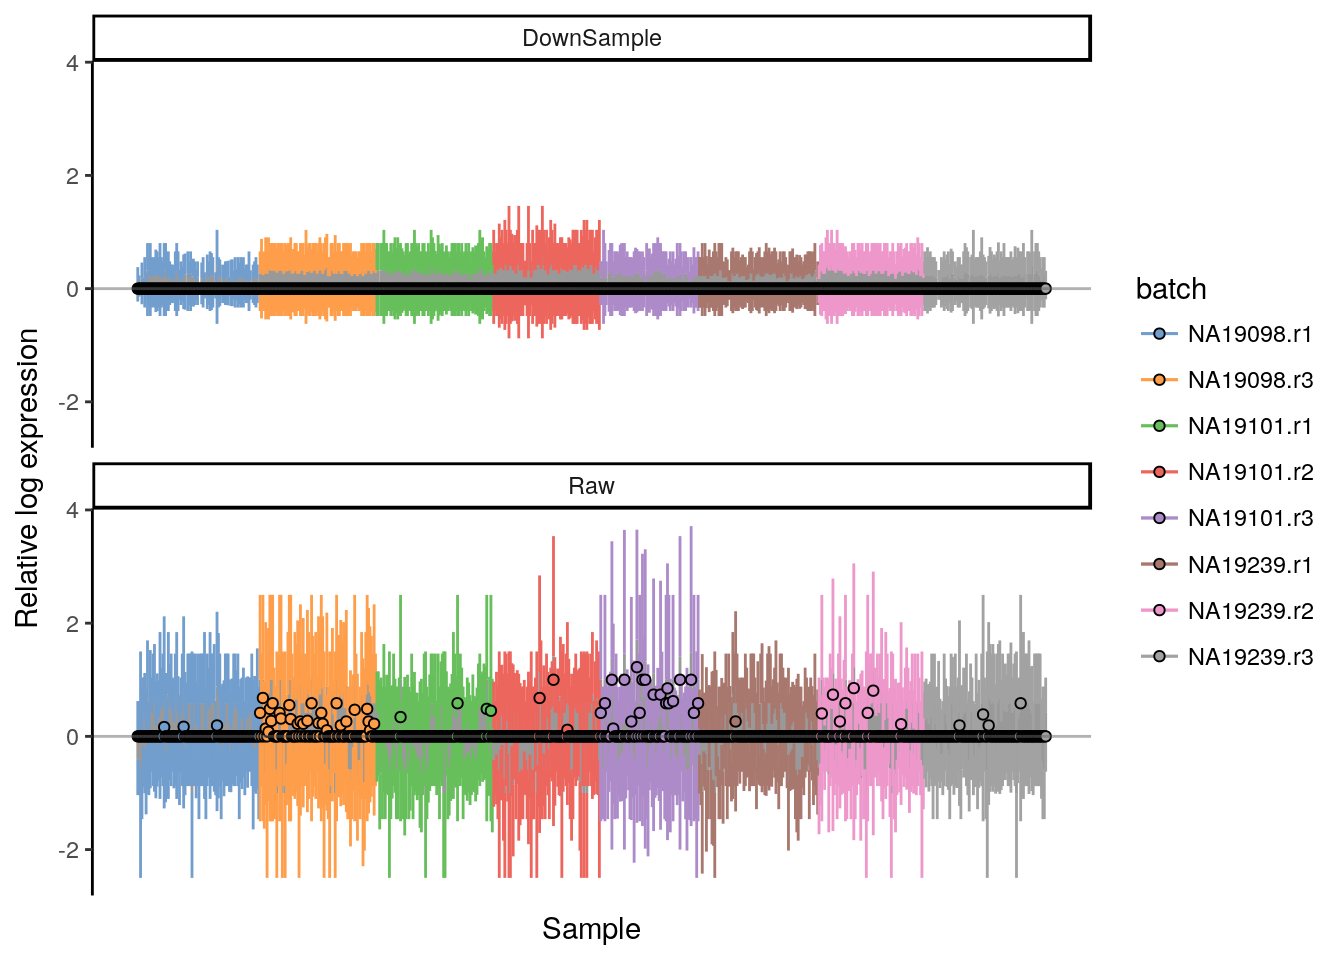 DownSample
4
2
0
-2
Raw
4
2
0
-2
Relative log expression
Sample
batch
NA19098.r1
NA19098.r3
NA19101.r1
NA19101.r2
NA19101.r3
NA19239.r1
NA19239.r2
NA19239.r3